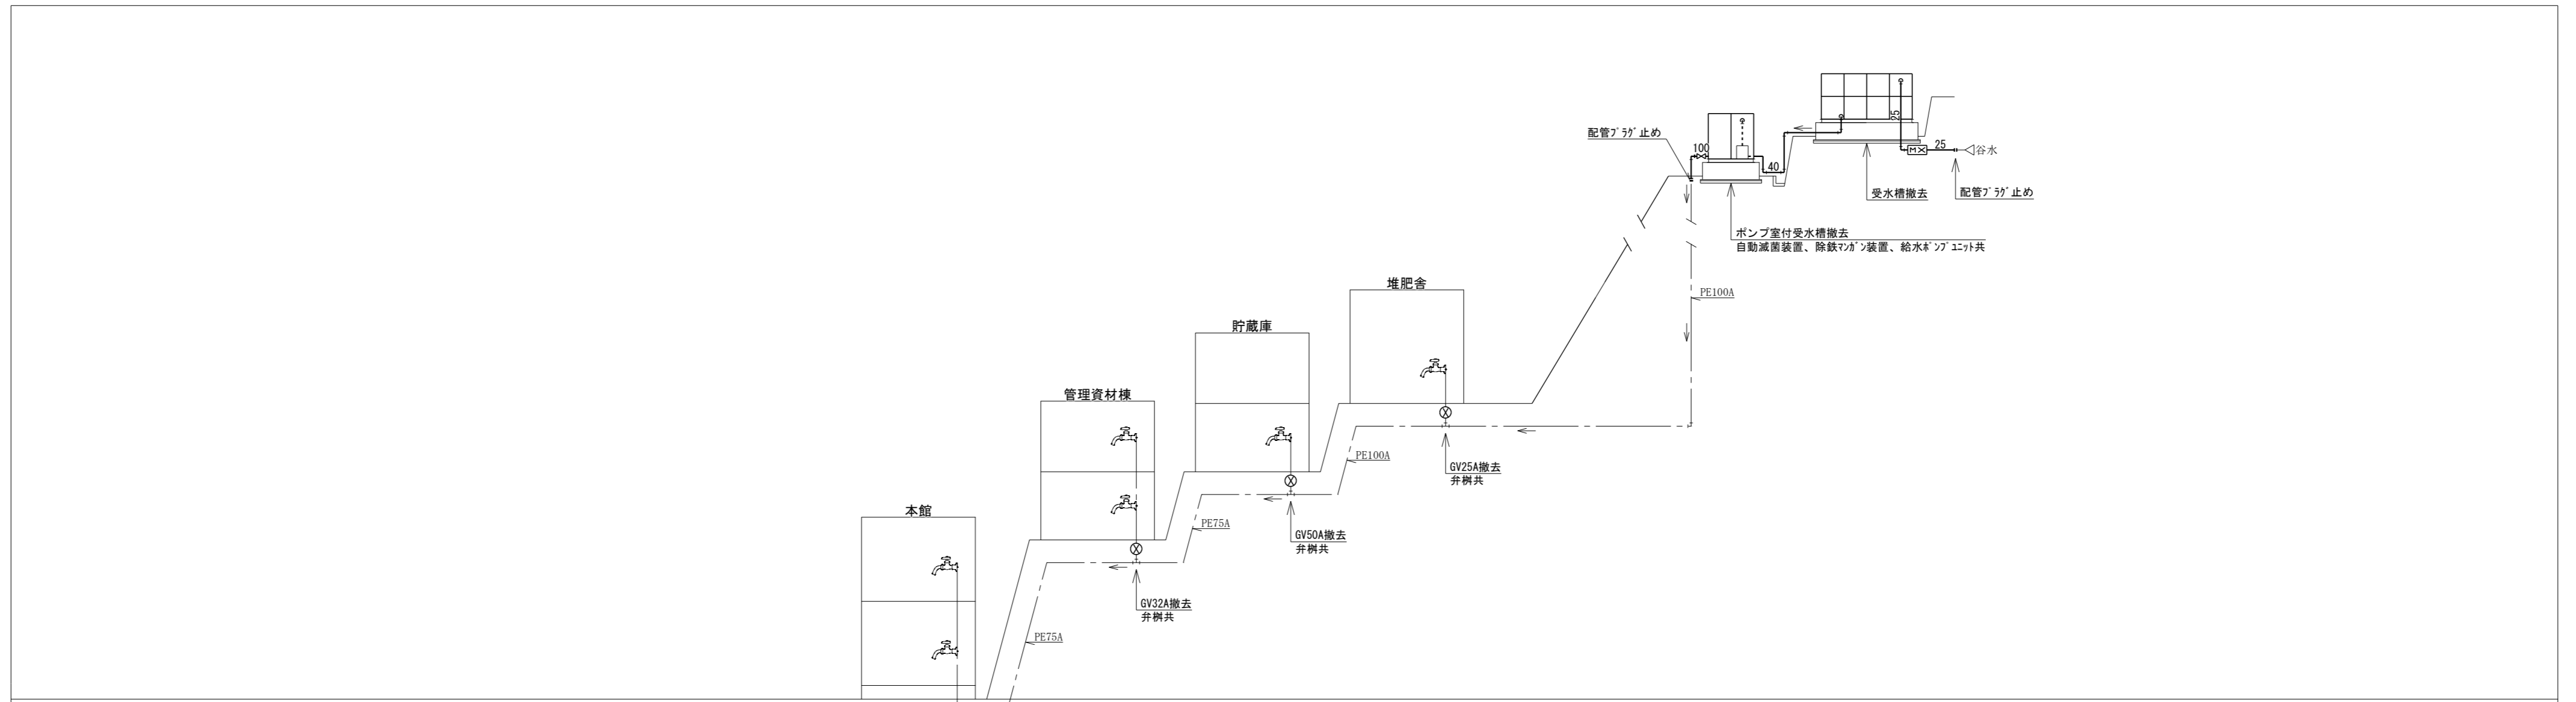 配管ﾌﾟﾗｸﾞ止め
100
40
25
25
谷水
受水槽撤去
配管ﾌﾟﾗｸﾞ止め
ポンプ室付受水槽撤去
自動滅菌装置、除鉄ﾏﾝｶﾞﾝ装置、給水ﾎﾟﾝﾌﾟﾕﾆｯﾄ共
PE100A
堆肥舎
貯蔵庫
管理資材棟
本館
PE100A
GV25A撤去
弁桝共
PE75A
GV50A撤去
弁桝共
GV32A撤去
弁桝共
PE75A